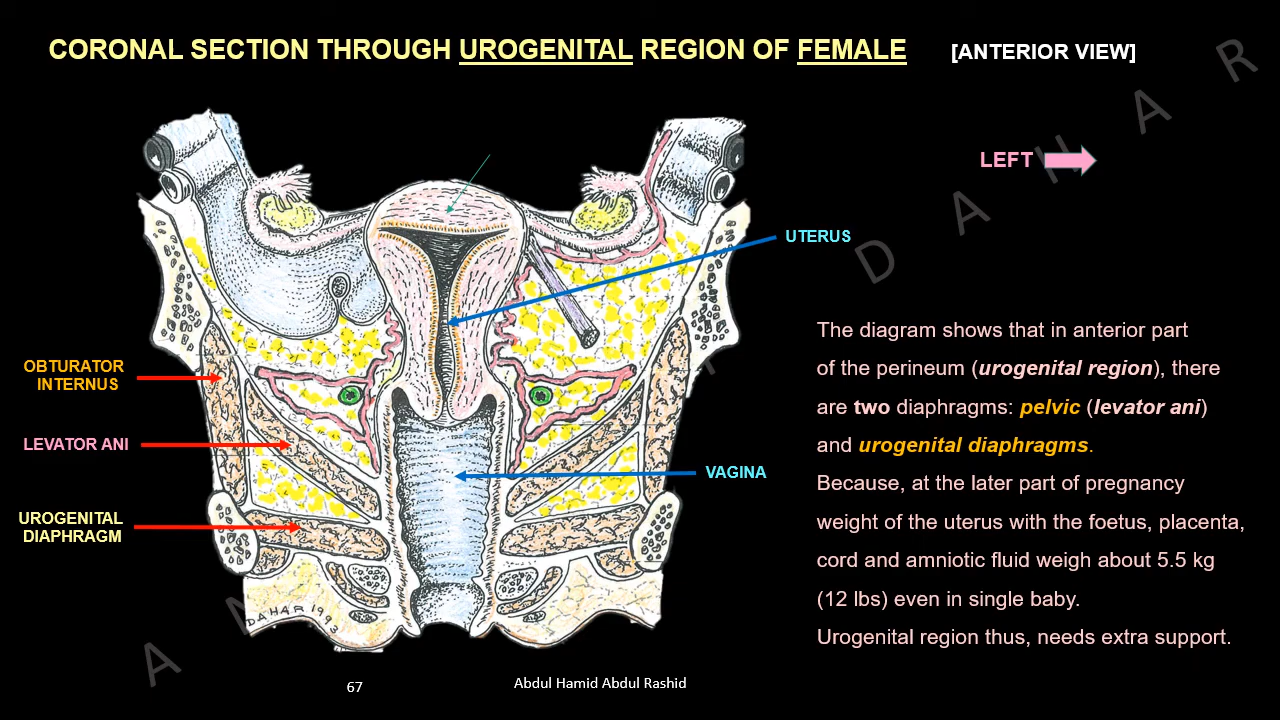 CORONAL SECTION THROUGH UROGENITAL REGION OF FEMALE [ANTERIOR VIEW]
LEFT
UTERUS
OBTURATOR
INTERNUS
LEVATOR ANI
VAGINA
UROGENITAL
DIAPHRAGM
The diagram shows that in anterior part
of the perineum (urogenital region), there
are two diaphragms: pelvic (levator ani)
and urogenital diaphragms.
Because, at the later part of pregnancy
weight of the uterus with the foetus, placenta,
cord and amniotic fluid weigh about 5.5 kg
(12 lbs) even in single baby.
Urogenital region thus, needs extra support.
DAHAR 1993
67
Abdul Hamid Abdul Rashid
DAHAR